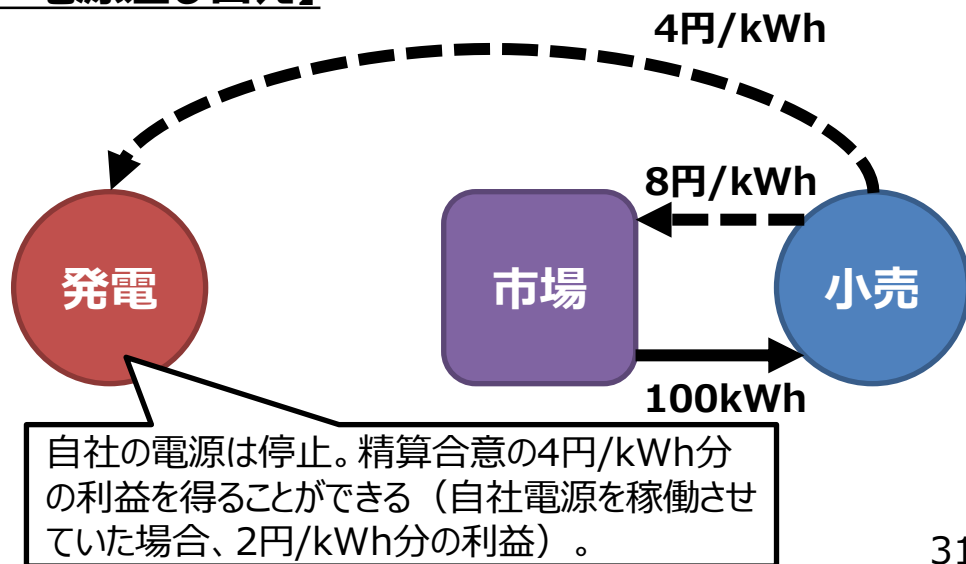 4円/kWh
8円/kWh
発電
市場
小売
100kWh
自社の電源は停止。精算合意の4円/kWh分
の利益を得ることができる（自社電源を稼働させ
ていた場合、2円/kWh分の利益）。
31